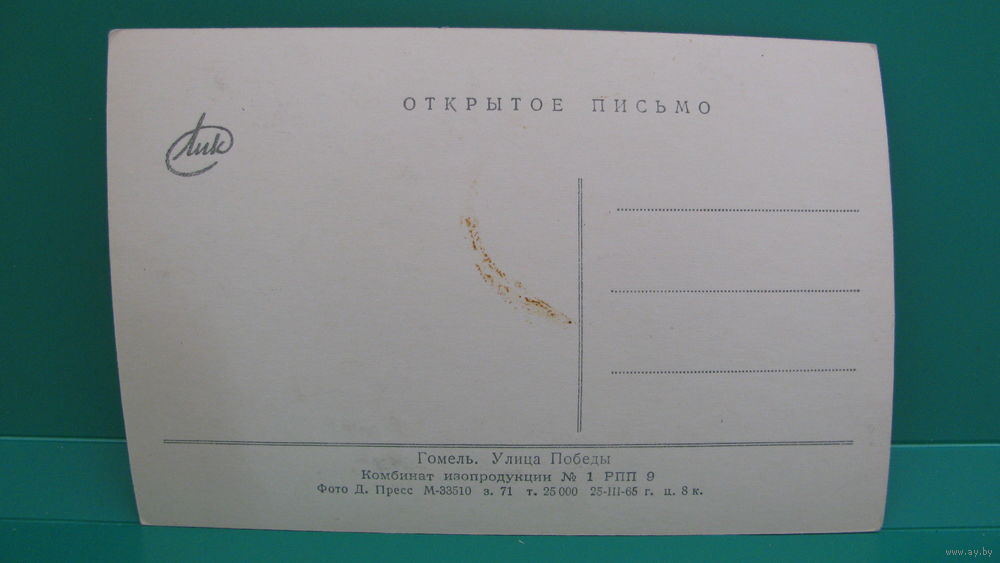 ОТКРЫТОЕ ПИСЬМО
Лик
Гомель. Улица Победы
Комбинат изопродукции № 1 РПП 9
Фото Д. Пресс М-33510 з. 71 т. 25 000 25-III-65 г. ц. 8 к.
www.ay.by